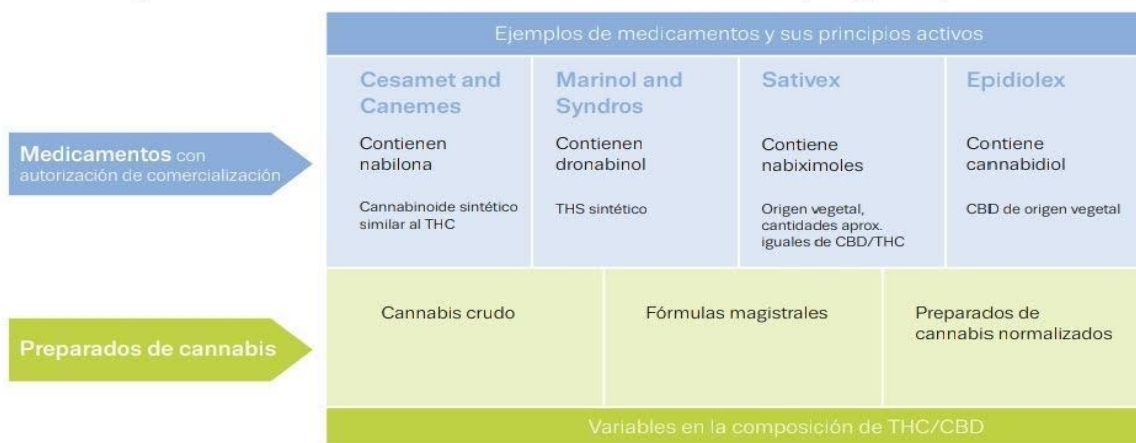 Ejemplos de medicamentos y sus principios activos
Medicamentos con
autorización de comercialización
Cesamet and
Canemes
Contienen
nabilona
Cannabinoide sintético
similar al THC
Marinol and
Syndros
Contienen
dronabinol
THS sintético
Sativex
Contiene
nabiximoles
Origen vegetal,
cantidades aprox.
iguales de CBD/THC
Epidiolex
Contiene
cannabidiol
CBD de origen vegetal
Preparados de cannabis
Cannabis crudo
Fórmulas magistrales
Preparados de
cannabis normalizados
Variables en la composición de THC/CBD